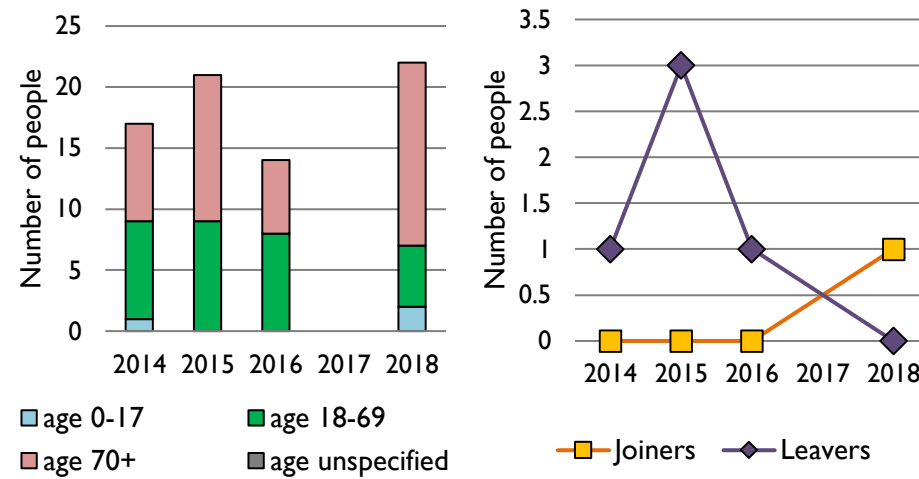 Number of people
25
20
15
10
5
0
2014 2015 2016 2017 2018
age 0-17 age 18-69
age 70+ age unspecified
Number of people
3.5
3
2.5
2
1.5
1
0.5
0
2014 2015 2016 2017 2018
Joiners Leavers